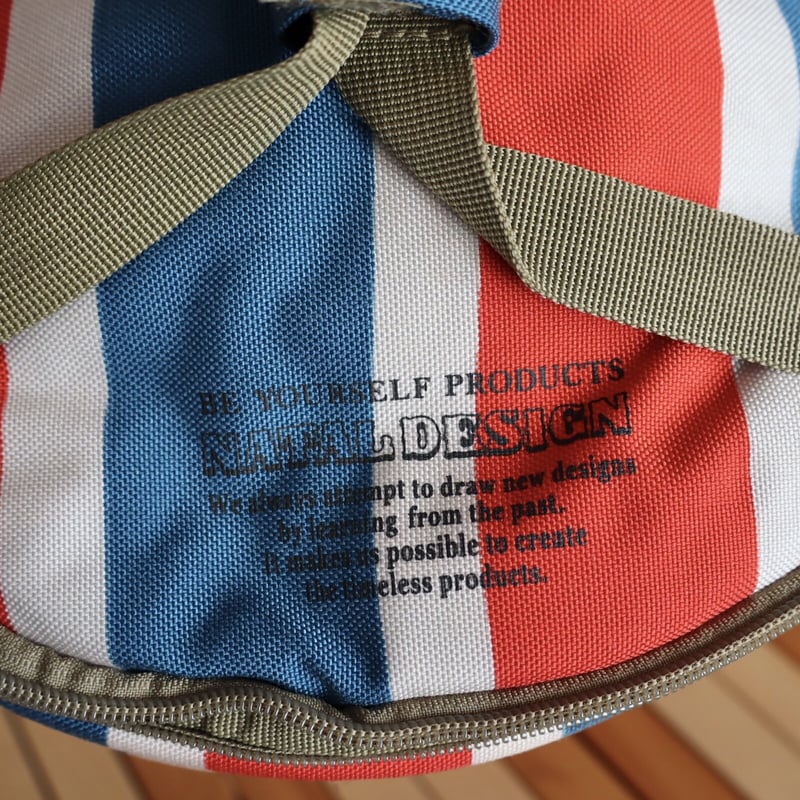 BE YOURSELF PRODUCTS
NATAL DESIGN
We always attempt to draw new designs
by learning from the past.
It makes us possible to create
the timeless products.